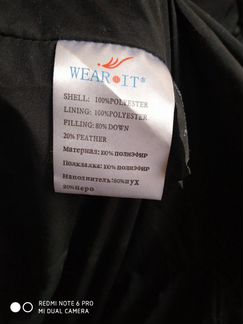 WEAR IT®
SHELL: 100%POLYESTER
LINING: 100%POLYESTER
FILLING: 80% DOWN
20% FEATHER
Материал: 100% полиэфир
Подкладка: 100% полиэфир
Наполнитель: 80%пух
20%перо
REDMI NOTE 6 PRO
MI DUAL CAMERA